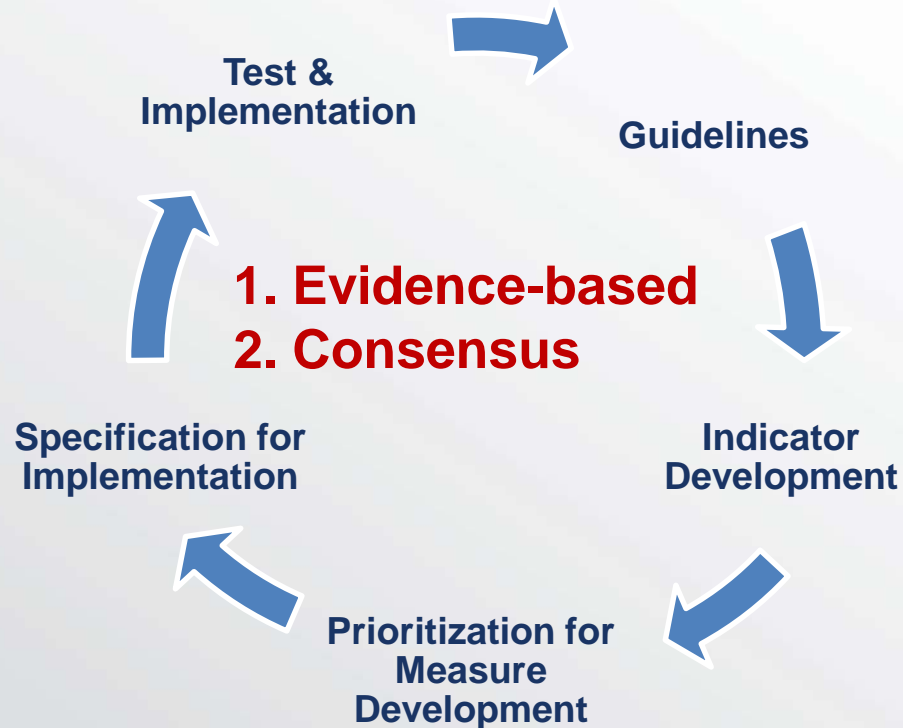 Test &
Implementation
Guidelines
1. Evidence-based
2. Consensus
Specification for
Implementation
Indicator
Development
Prioritization for
Measure
Development